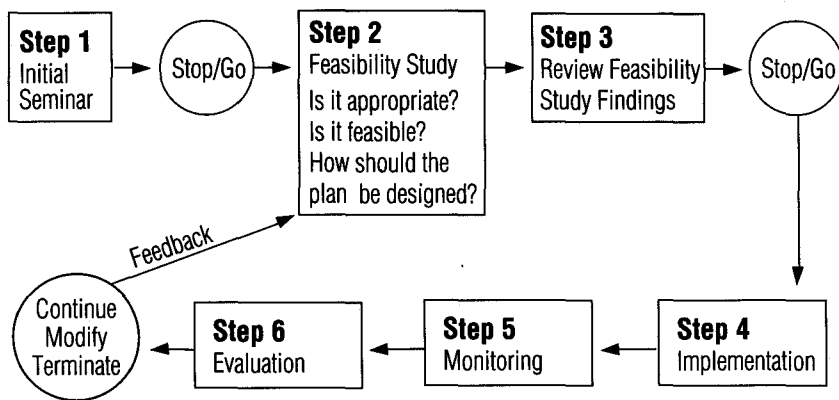 Step 1
Initial
Seminar
Stop/Go
Step 2
Feasibility Study
Is it appropriate?
Is it feasible?
How should the
plan be designed?
Step 3
Review Feasibility
Study Findings
Stop/Go
Step 4
Implementation
Step 5
Monitoring
Step 6
Evaluation
Continue
Modify
Terminate
Feedback